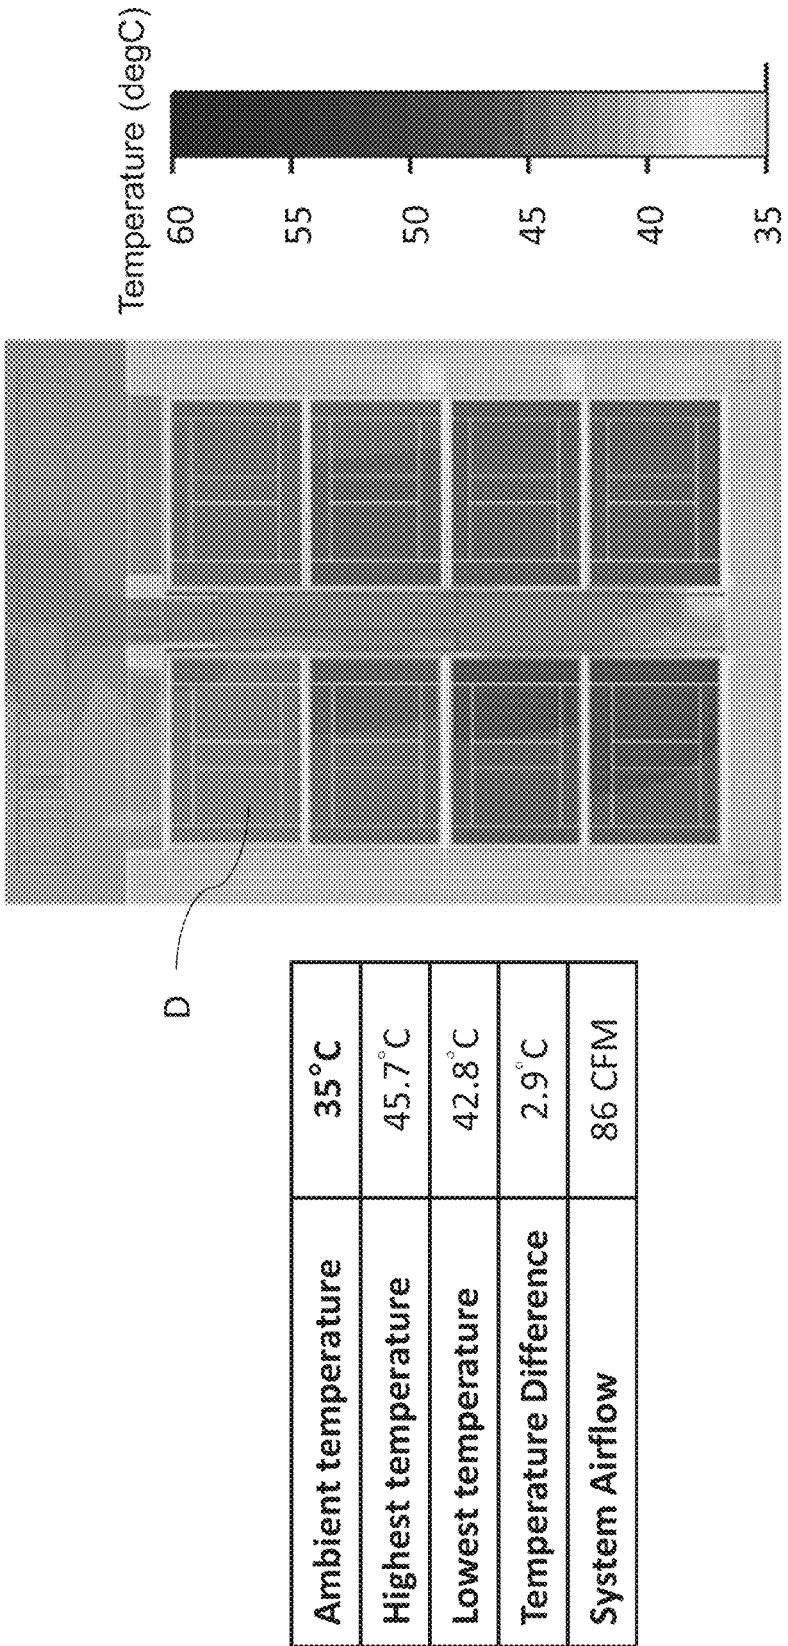 Ambient temperature 35°C
Highest temperature 45.7°C
Lowest temperature 42.8°C
Temperature Difference 2.9°C
System Airflow 86 CFM
D
Temperature (degC)
60
55
50
45
40
35